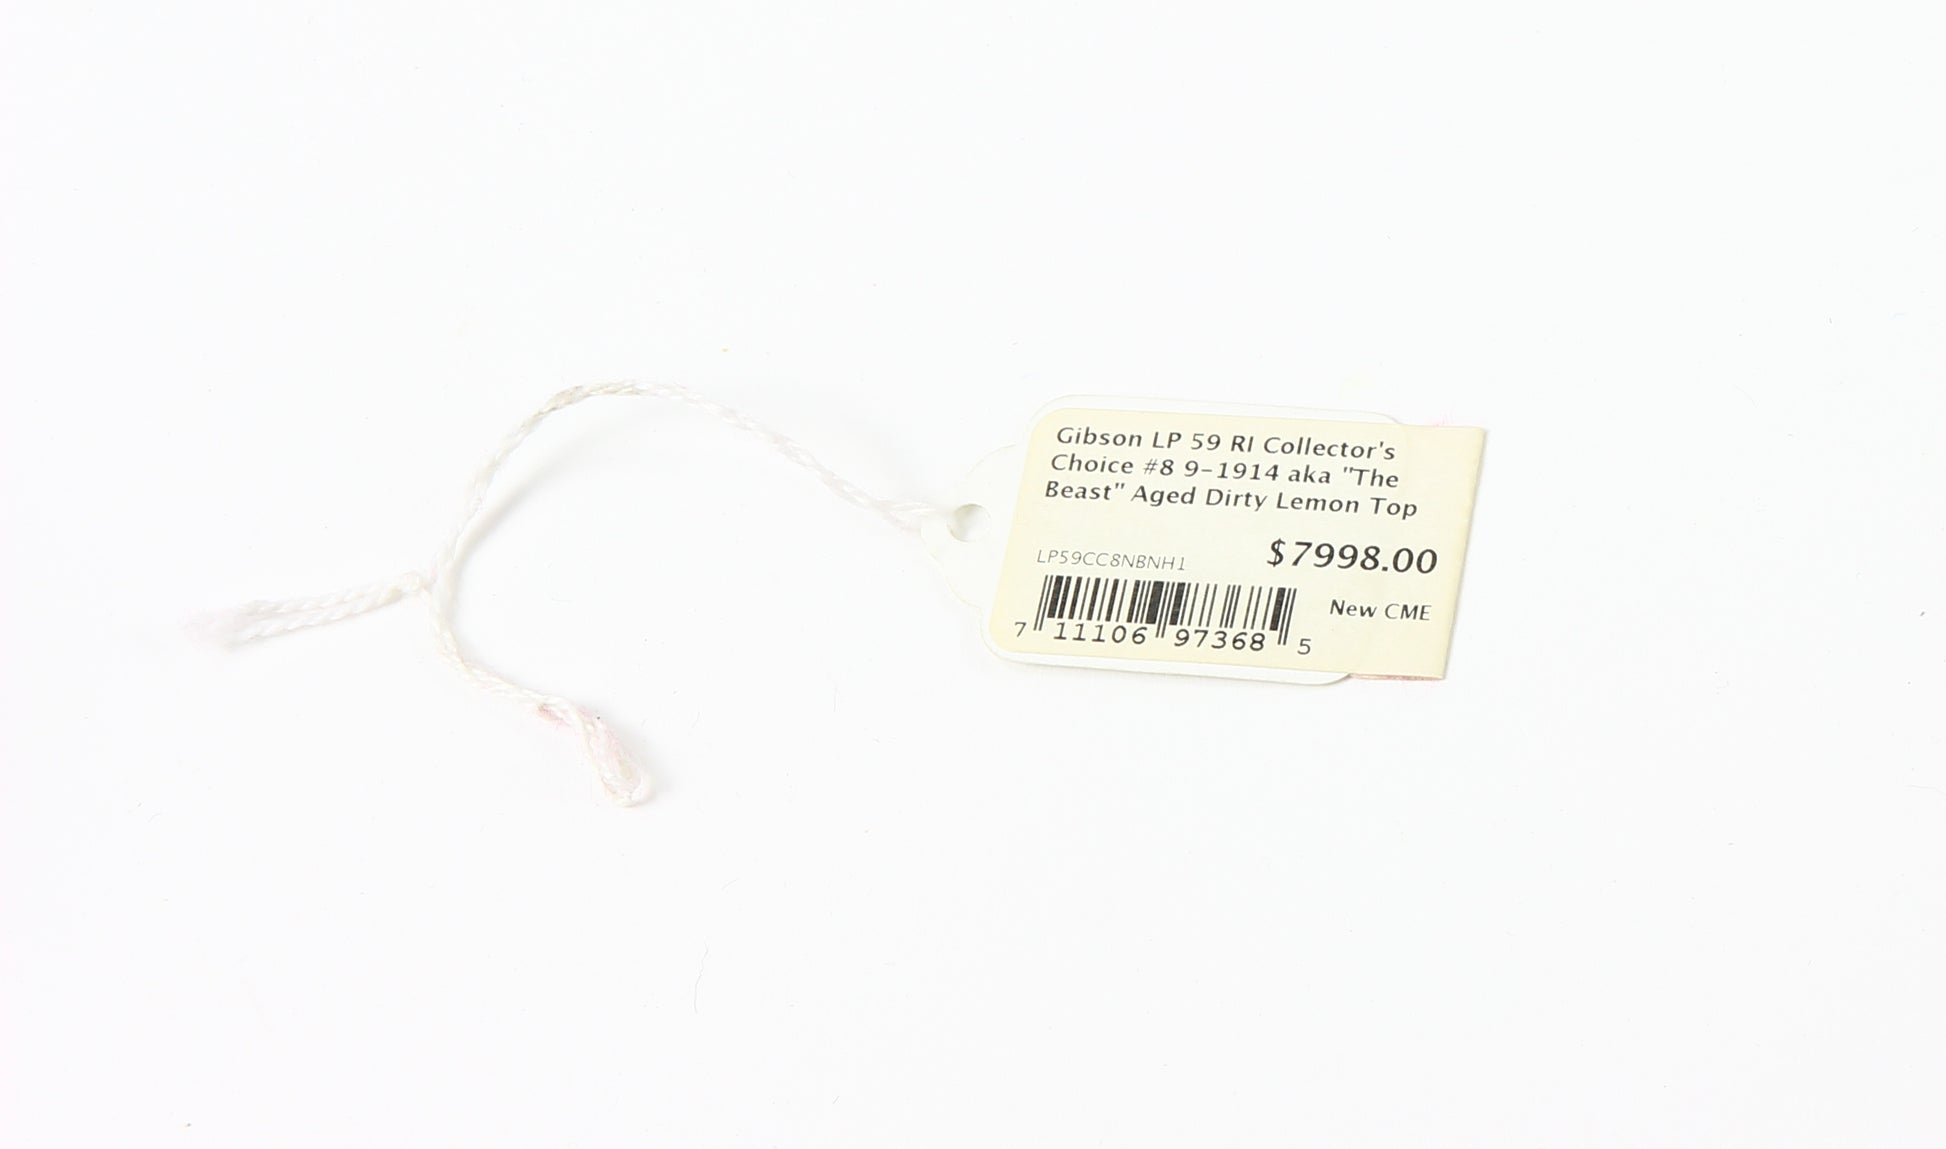 Gibson LP 59 RI Collector's
Choice #8 9-1914 aka "The
Beast" Aged Dirty Lemon Top
$7998.00
LP59CC8NBNH1
New CME
7 11106 97368 5